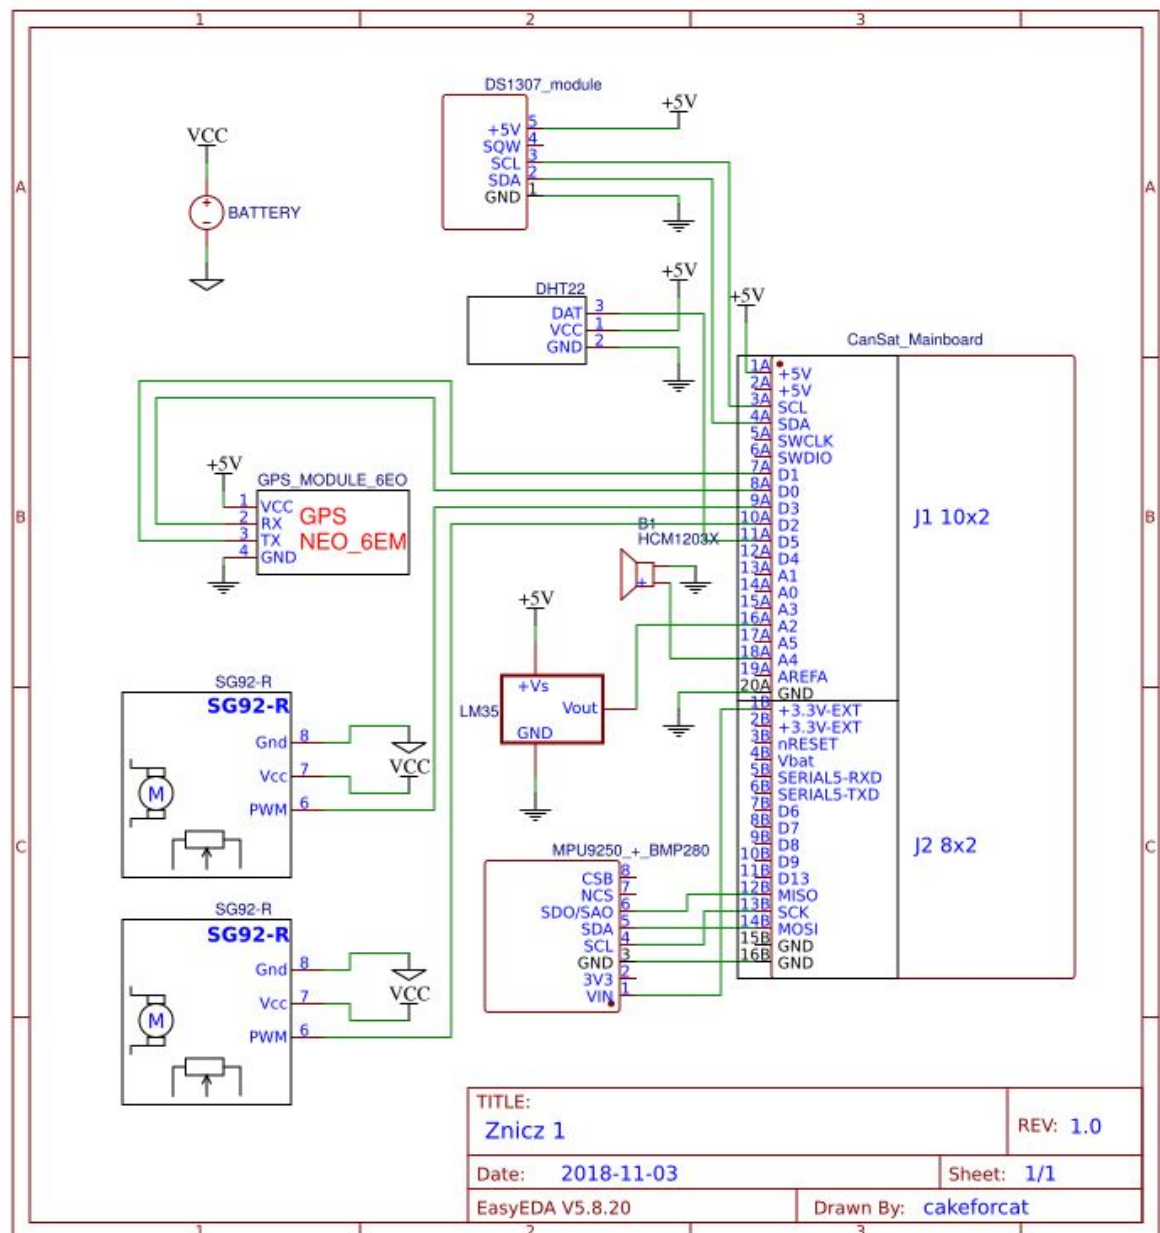 1 2 3
A A
B B
C C
DS1307_module
+5V 5
SQW 4
SCL 3
SDA 2
GND 1
+5V
VCC
+
-
BATTERY
DHT22
DAT 3
VCC 1
GND 2
+5V
+5V
CanSat_Mainboard
1A +5V
2A +5V
3A SCL
4A SDA
5A SWCLK
6A SWDIO
7A D1
8A D0
9A D3
10A D2
11A D5
12A D4
13A A1
14A A0
15A A3
16A A2
17A A5
18A A4
19A AREFA
20A GND
J1 10x2
1B +3.3V-EXT
2B +3.3V-EXT
3B nRESET
4B Vbat
5B SERIAL5-RXD
6B SERIAL5-TXD
7B D6
8B D7
9B D8
10B D9
11B D13
12B MISO
13B SCK
14B MOSI
15B GND
16B GND
J2 8x2
+5V
GPS_MODULE_6EO
1 VCC
2 RX
3 TX
4 GND
GPS
NEO_6EM
B1
HCM1203X
+
+5V
LM35
+Vs
Vout
GND
SG92-R
SG92-R
Gnd 8
Vcc 7
PWM 6
M
VCC
SG92-R
SG92-R
Gnd 8
Vcc 7
PWM 6
M
VCC
MPU9250_+_BMP280
CSB 8
NCS 7
SDO/SAO 6
SDA 5
SCL 4
GND 3
3V3 2
VIN 1
TITLE:
Znicz 1
REV: 1.0
Date: 2018-11-03
Sheet: 1/1
EasyEDA V5.8.20
Drawn By: cakeforcat
1 2 3